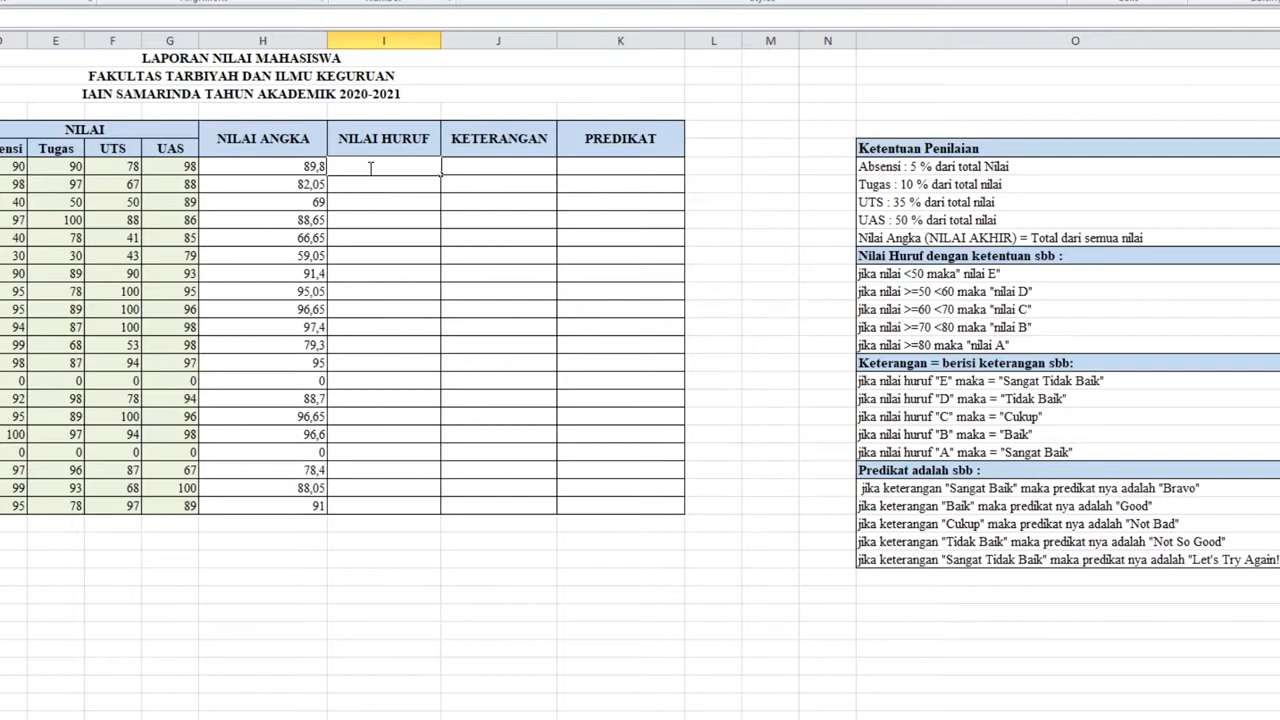 E F G H I J K L M N O
LAPORAN NILAI MAHASISWA
FAKULTAS TARBIYAH DAN ILMU KEGURUAN
IAIN SAMARINDA TAHUN AKADEMIK 2020-2021
NILAI NILAI ANGKA NILAI HURUF KETERANGAN PREDIKAT
ensi Tugas UTS UAS
90 90 78 98 89,8
98 97 67 88 82,05
40 50 50 89 69
97 100 88 86 88,65
40 78 41 85 66,65
30 30 43 79 59,05
90 89 90 93 91,4
95 78 100 95 95,05
95 89 100 96 96,65
94 87 100 98 97,4
99 68 53 98 79,3
98 87 94 97 95
0 0 0 0 0
92 98 78 94 88,7
95 89 100 96 96,65
100 97 94 98 96,6
0 0 0 0 0
97 96 87 67 78,4
99 93 68 100 88,05
95 78 97 89 91
Ketentuan Penilaian
Absensi : 5 % dari total Nilai
Tugas : 10 % dari total nilai
UTS : 35 % dari total nilai
UAS : 50 % dari total nilai
Nilai Angka (NILAI AKHIR) = Total dari semua nilai
Nilai Huruf dengan ketentuan sbb :
jika nilai <50 maka" nilai E"
jika nilai >=50 <60 maka "nilai D"
jika nilai >=60 <70 maka "nilai C"
jika nilai >=70 <80 maka "nilai B"
jika nilai >=80 maka "nilai A"
Keterangan = berisi keterangan sbb:
jika nilai huruf "E" maka = "Sangat Tidak Baik"
jika nilai huruf "D" maka = "Tidak Baik"
jika nilai huruf "C" maka = "Cukup"
jika nilai huruf "B" maka = "Baik"
jika nilai huruf "A" maka = "Sangat Baik"
Predikat adalah sbb :
jika keterangan "Sangat Baik" maka predikat nya adalah "Bravo"
jika keterangan "Baik" maka predikat nya adalah "Good"
jika keterangan "Cukup" maka predikat nya adalah "Not Bad"
jika keterangan "Tidak Baik" maka predikat nya adalah "Not So Good"
jika keterangan "Sangat Tidak Baik" maka predikat nya adalah "Let's Try Again!